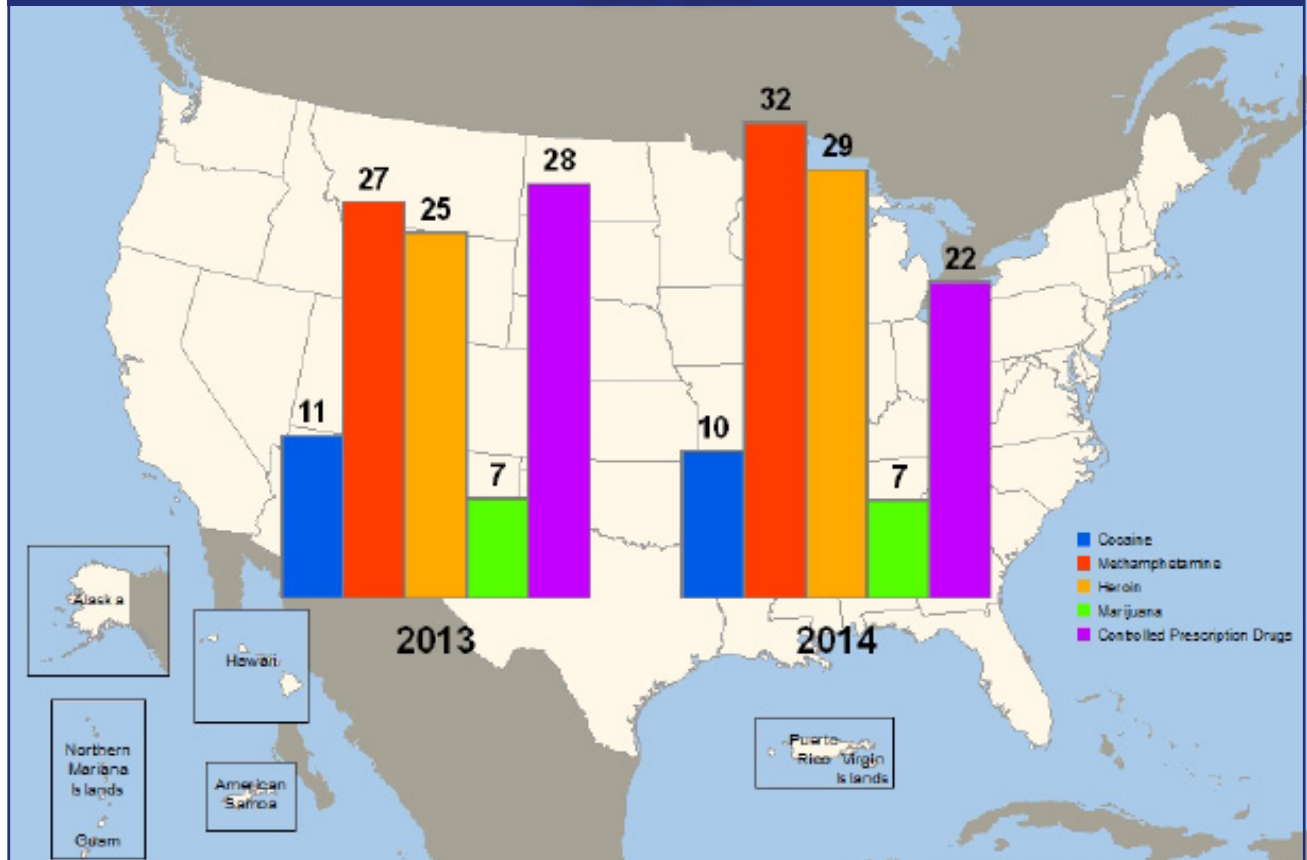 32
29
28
27
25
22
11
10
7
7
Cocaine
Methamphetamine
Heroin
Marijuana
Controlled Prescription Drugs
2013
2014
Alaska
Hawaii
Northern
Mariana
Islands
Guam
American
Samoa
Puerto
Rico
Virgin
Islands